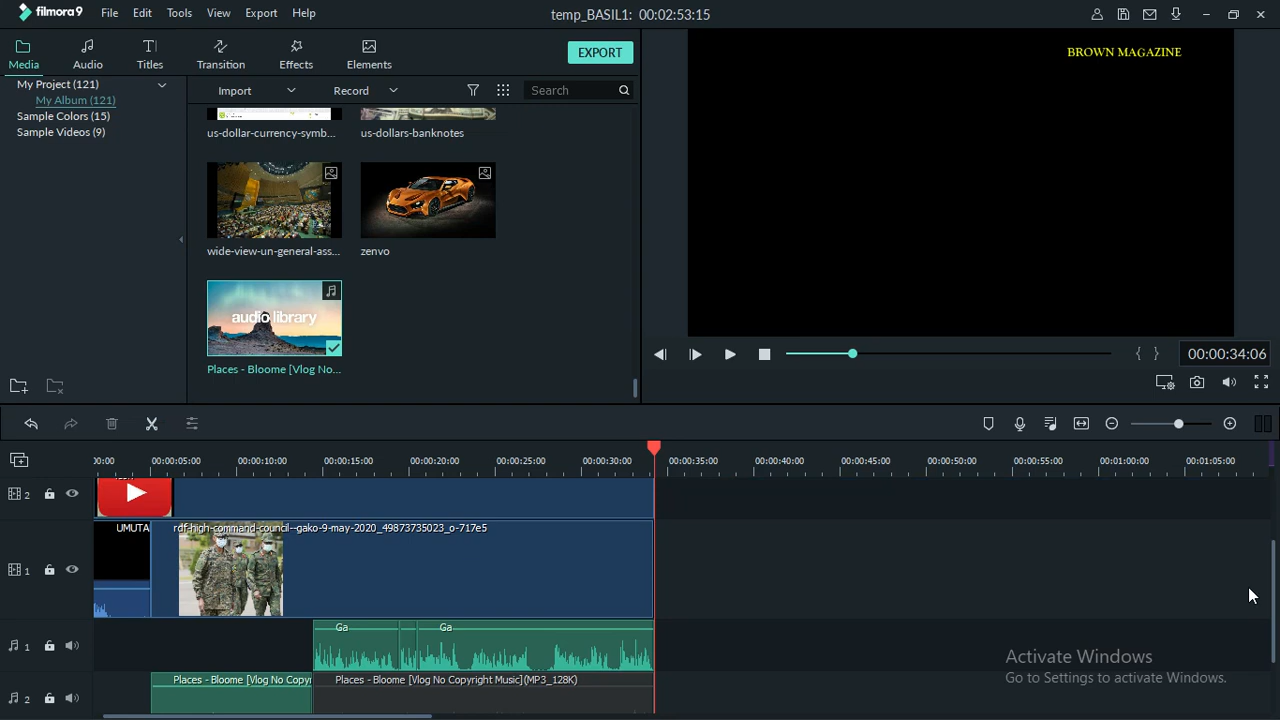 filmora9 File Edit Tools View Export Help temp_BASIL1: 00:02:53:15
Media Audio Titles Transition Effects Elements EXPORT
BROWN MAGAZINE
My Project (121)
My Album (121)
Sample Colors (15)
Sample Videos (9)
Import Record Search
us-dollar-currency-symb... us-dollars-banknotes
wide-view-un-general-ass... zenvo
audio library
Places - Bloome [Vlog No...
{ } 00:00:34:06
00:00 00:00:05:00 00:00:10:00 00:00:15:00 00:00:20:00 00:00:25:00 00:00:30:00 00:00:35:00 00:00:40:00 00:00:45:00 00:00:50:00 00:00:55:00 00:01:00:00 00:01:05:00
2
UMUTA rdf-high-command-council--gako-9-may-2020_49873735023_o-717e5
1
Ga Ga
1
Places - Bloome [Vlog No Copyr Places - Bloome [Vlog No Copyright Music](MP3_128K)
2
Activate Windows
Go to Settings to activate Windows.